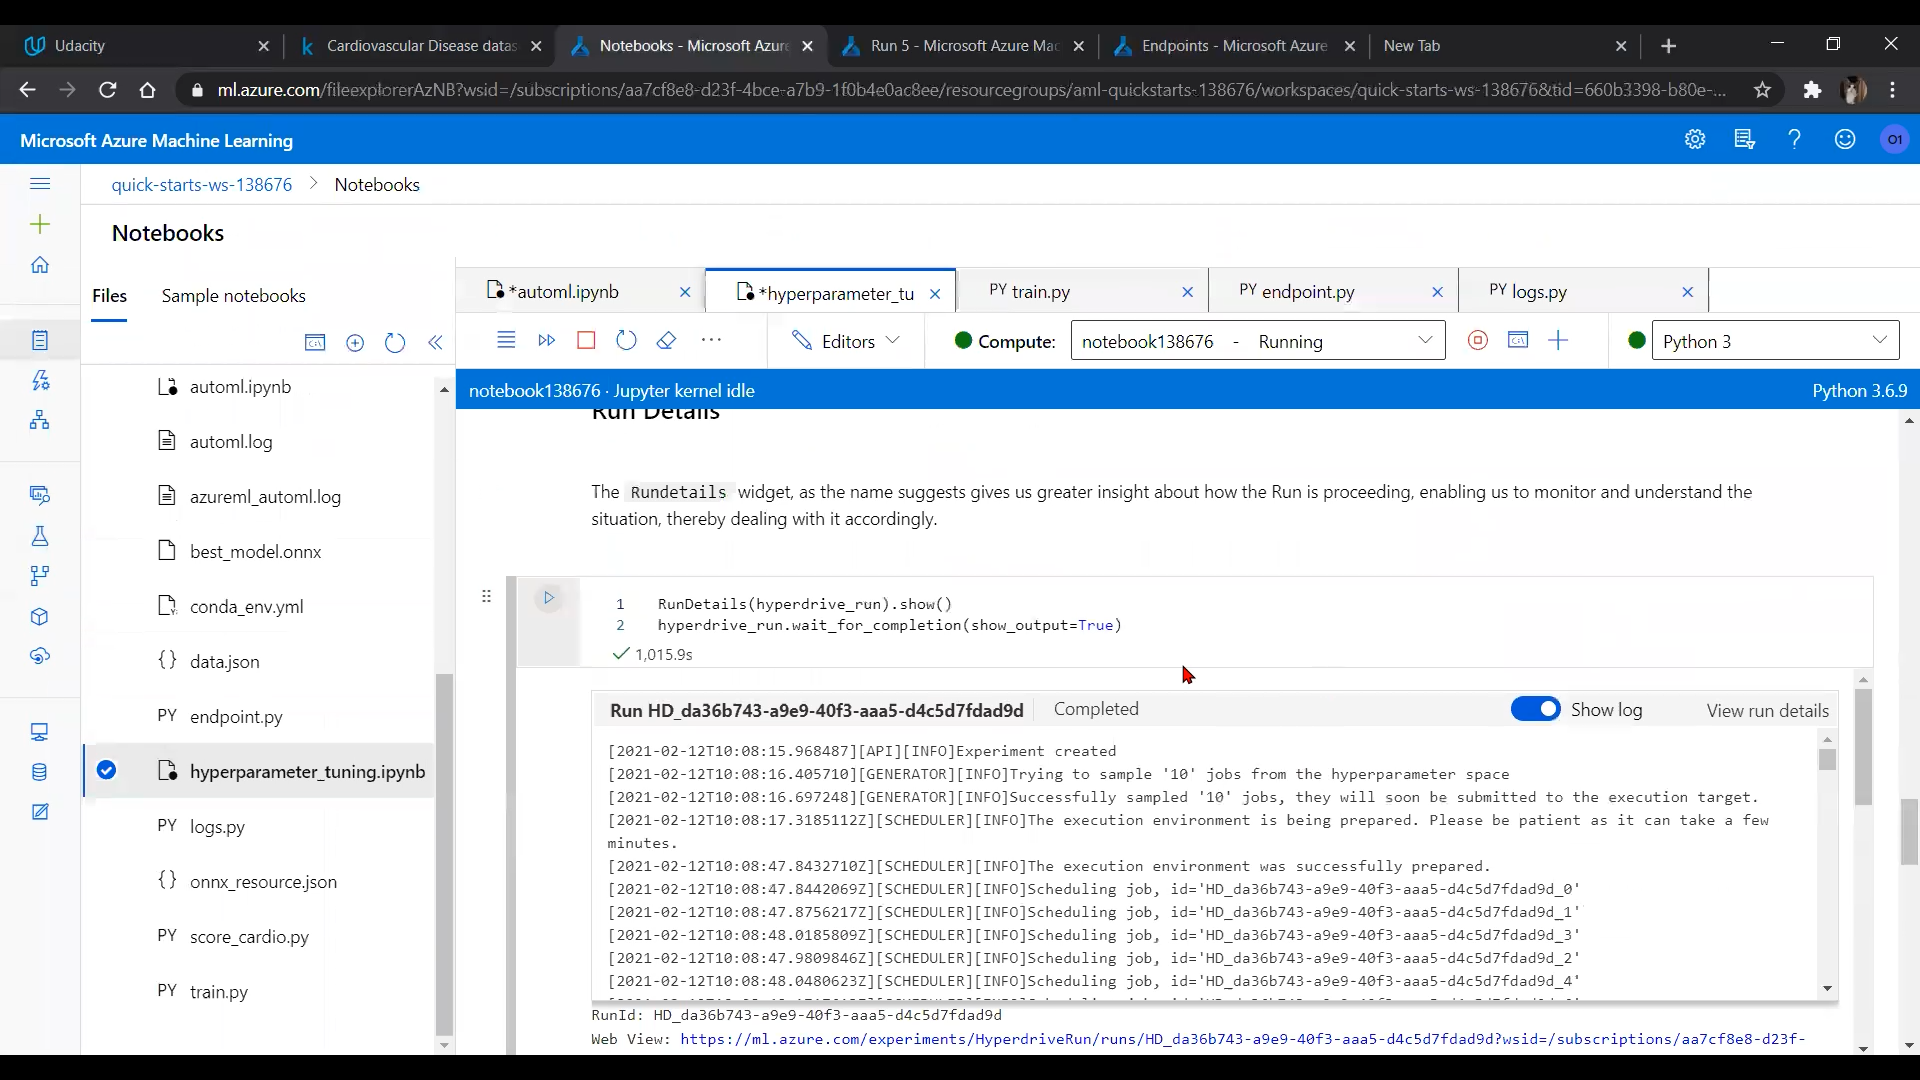 Udacity
Cardiovascular Disease datas
Notebooks - Microsoft Azure
Run 5 - Microsoft Azure Mac
Endpoints - Microsoft Azure
New Tab
ml.azure.com/fileexplorerAzNB?wsid=/subscriptions/aa7cf8e8-d23f-4bce-a7b9-1f0b4e0ac8ee/resourcegroups/aml-quickstarts-138676/workspaces/quick-starts-ws-138676&tid=660b3398-b80e-...
Microsoft Azure Machine Learning
O1
quick-starts-ws-138676 > Notebooks
Notebooks
Files
Sample notebooks
*automl.ipynb
*hyperparameter_tu
PY train.py
PY endpoint.py
PY logs.py
Editors
Compute:
notebook138676 - Running
Python 3
notebook138676 · Jupyter kernel idle
Python 3.6.9
automl.ipynb
automl.log
azureml_automl.log
best_model.onnx
conda_env.yml
{} data.json
PY endpoint.py
hyperparameter_tuning.ipynb
PY logs.py
{} onnx_resource.json
PY score_cardio.py
PY train.py
Run Details
The Rundetails widget, as the name suggests gives us greater insight about how the Run is proceeding, enabling us to monitor and understand the
situation, thereby dealing with it accordingly.
1 RunDetails(hyperdrive_run).show()
2 hyperdrive_run.wait_for_completion(show_output=True)
1,015.9s
Run HD_da36b743-a9e9-40f3-aaa5-d4c5d7fdad9d
Completed
Show log
View run details
[2021-02-12T10:08:15.968487][API][INFO]Experiment created
[2021-02-12T10:08:16.405710][GENERATOR][INFO]Trying to sample '10' jobs from the hyperparameter space
[2021-02-12T10:08:16.697248][GENERATOR][INFO]Successfully sampled '10' jobs, they will soon be submitted to the execution target.
[2021-02-12T10:08:17.3185112Z][SCHEDULER][INFO]The execution environment is being prepared. Please be patient as it can take a few
minutes.
[2021-02-12T10:08:47.8432710Z][SCHEDULER][INFO]The execution environment was successfully prepared.
[2021-02-12T10:08:47.8442069Z][SCHEDULER][INFO]Scheduling job, id='HD_da36b743-a9e9-40f3-aaa5-d4c5d7fdad9d_0'
[2021-02-12T10:08:47.8756217Z][SCHEDULER][INFO]Scheduling job, id='HD_da36b743-a9e9-40f3-aaa5-d4c5d7fdad9d_1'
[2021-02-12T10:08:48.0185809Z][SCHEDULER][INFO]Scheduling job, id='HD_da36b743-a9e9-40f3-aaa5-d4c5d7fdad9d_3'
[2021-02-12T10:08:47.9809846Z][SCHEDULER][INFO]Scheduling job, id='HD_da36b743-a9e9-40f3-aaa5-d4c5d7fdad9d_2'
[2021-02-12T10:08:48.0480623Z][SCHEDULER][INFO]Scheduling job, id='HD_da36b743-a9e9-40f3-aaa5-d4c5d7fdad9d_4'
RunId: HD_da36b743-a9e9-40f3-aaa5-d4c5d7fdad9d
Web View: https://ml.azure.com/experiments/HyperdriveRun/runs/HD_da36b743-a9e9-40f3-aaa5-d4c5d7fdad9d?wsid=/subscriptions/aa7cf8e8-d23f-